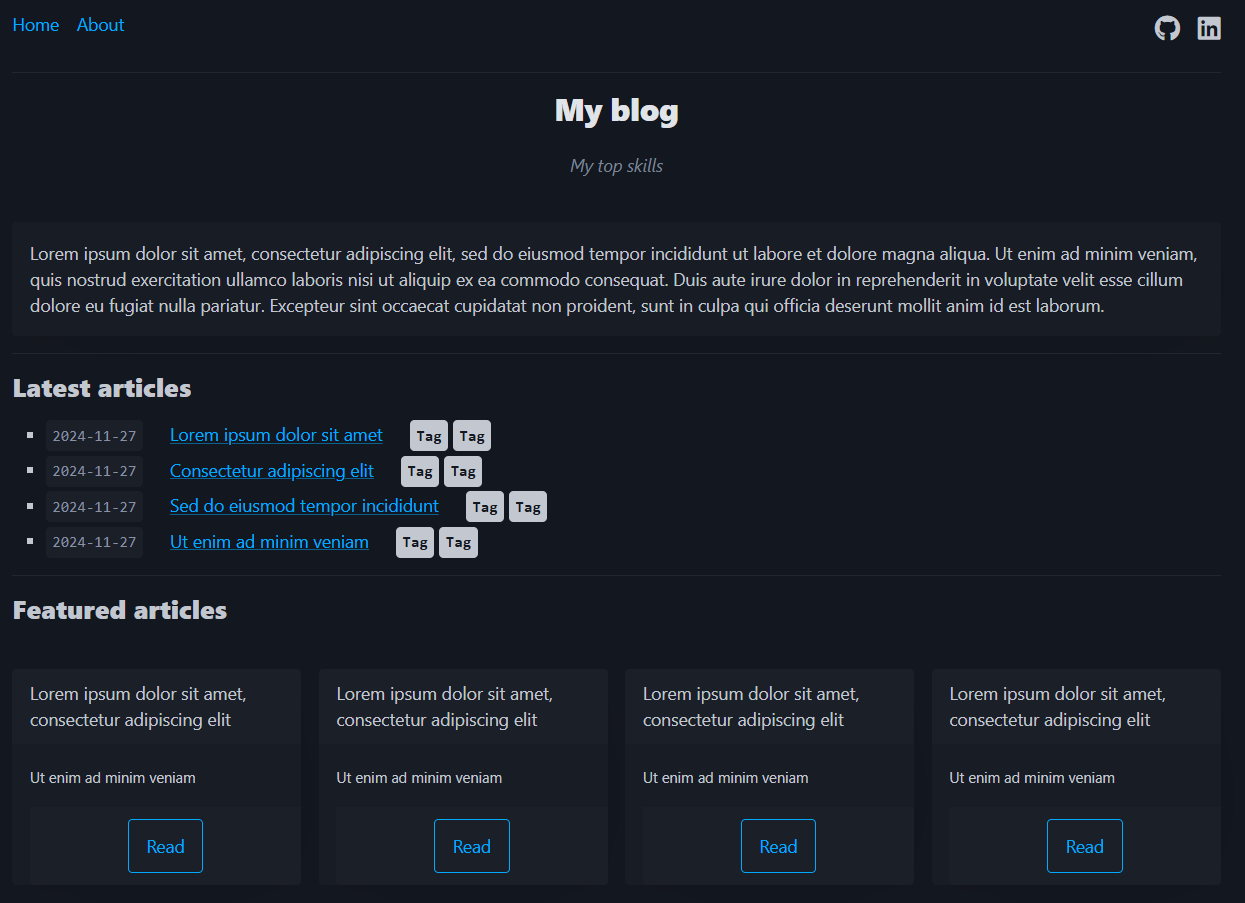 Home About
in
My blog
My top skills
Lorem ipsum dolor sit amet, consectetur adipiscing elit, sed do eiusmod tempor incididunt ut labore et dolore magna aliqua. Ut enim ad minim veniam,
quis nostrud exercitation ullamco laboris nisi ut aliquip ex ea commodo consequat. Duis aute irure dolor in reprehenderit in voluptate velit esse cillum
dolore eu fugiat nulla pariatur. Excepteur sint occaecat cupidatat non proident, sunt in culpa qui officia deserunt mollit anim id est laborum.
Latest articles
2024-11-27 Lorem ipsum dolor sit amet Tag Tag
2024-11-27 Consectetur adipiscing elit Tag Tag
2024-11-27 Sed do eiusmod tempor incididunt Tag Tag
2024-11-27 Ut enim ad minim veniam Tag Tag
Featured articles
Lorem ipsum dolor sit amet,
consectetur adipiscing elit
Ut enim ad minim veniam
Read
Lorem ipsum dolor sit amet,
consectetur adipiscing elit
Ut enim ad minim veniam
Read
Lorem ipsum dolor sit amet,
consectetur adipiscing elit
Ut enim ad minim veniam
Read
Lorem ipsum dolor sit amet,
consectetur adipiscing elit
Ut enim ad minim veniam
Read